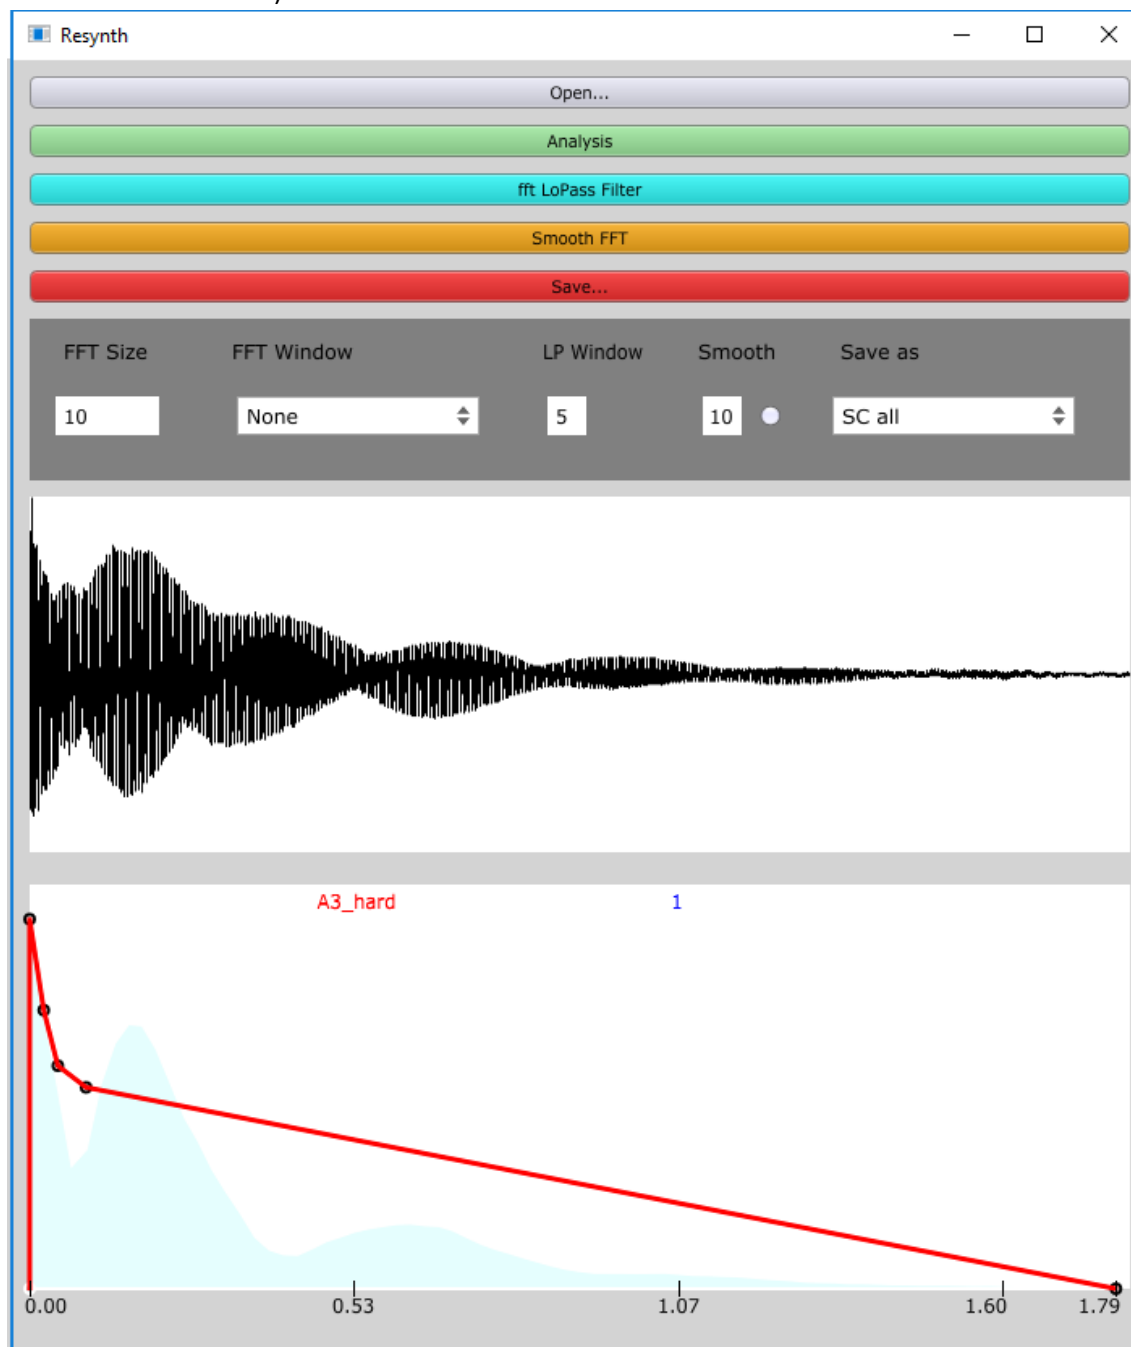 Resynth
Open...
Analysis
fft LoPass Filter
Smooth FFT
Save...
FFT Size FFT Window LP Window Smooth Save as
10 None 5 10 SC all
A3_hard 1
0.00 0.53 1.07 1.60 1.79